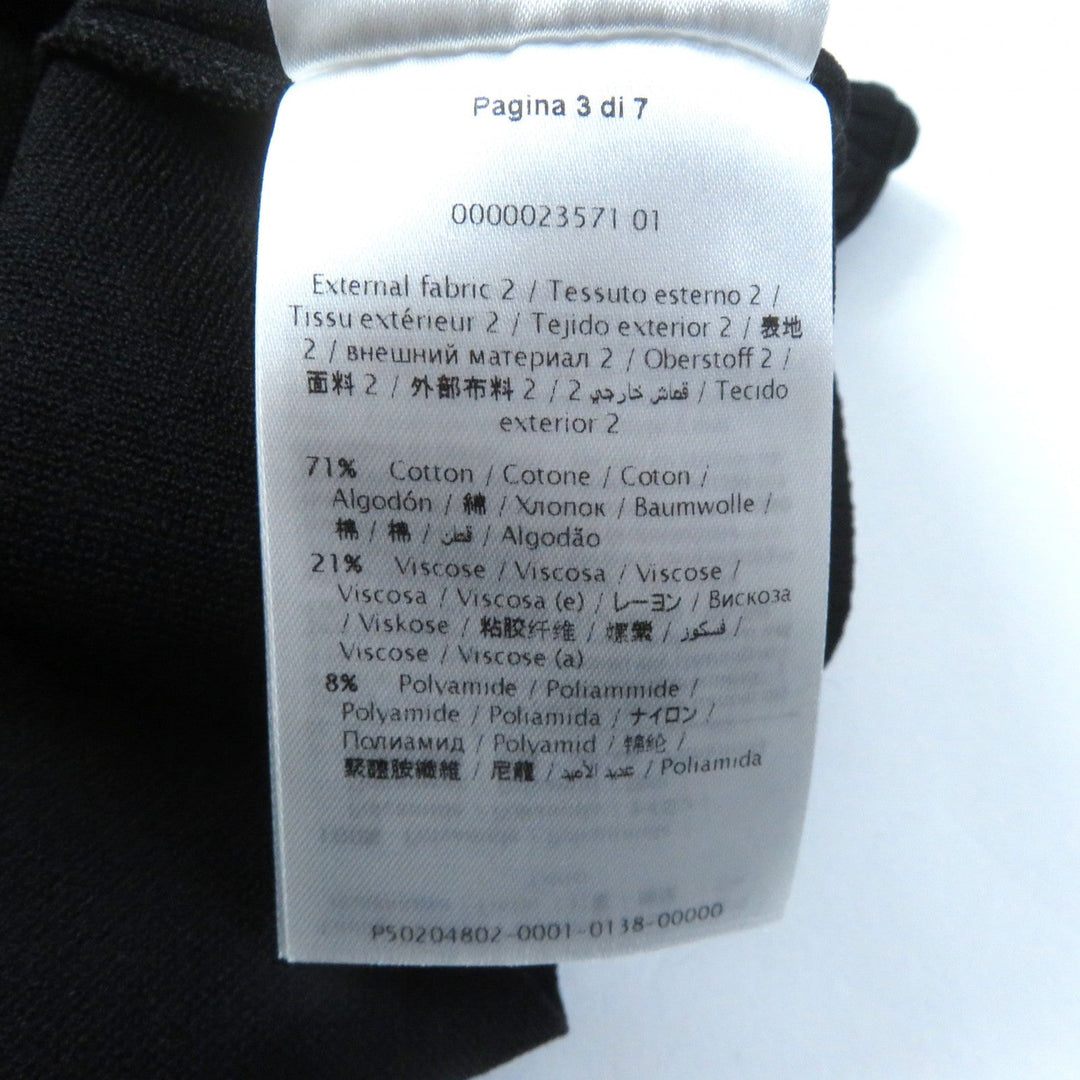 Pagina 3 di 7
0000023571 01
External fabric 2 / Tessuto esterno 2 /
Tissu extérieur 2 / Tejido exterior 2 / 表地
2 / внешний материал 2 / Oberstoff 2 /
面料 2 / 外部布料 2 / قماش خارجي 2 / Tecido
exterior 2
71% Cotton / Cotone / Coton /
Algodón / 綿 / Хлопок / Baumwolle /
棉 / 棉 / قطن / Algodão
21% Viscose / Viscosa / Viscose /
Viscosa / Viscosa (e) / レーヨン / Вискоза
/ Viskose / 粘胶纤维 / 嫘縈 / فسكوز /
Viscose / Viscose (a)
8% Polyamide / Poliammide /
Polyamide / Poliamida / ナイロン /
Полиамид / Polyamid / 锦纶 /
聚醯胺纖維 / 尼龍 / عديد الأميد / Poliamida
P50204802-0001-0138-00000